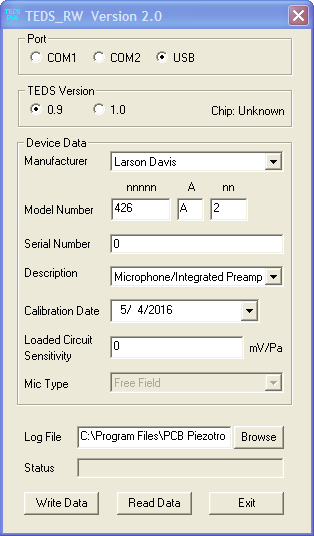 TEDS RW
TEDS_RW Version 2.0
Port
COM1 COM2 USB
TEDS Version
0.9 1.0 Chip: Unknown
Device Data
Manufacturer Larson Davis
nnnnn A nn
Model Number 426 A 2
Serial Number 0
Description Microphone/Integrated Preamp
Calibration Date 5/ 4/2016
Loaded Circuit
Sensitivity 0 mV/Pa
Mic Type Free Field
Log File C:\Program Files\PCB Piezotro Browse
Status
Write Data Read Data Exit